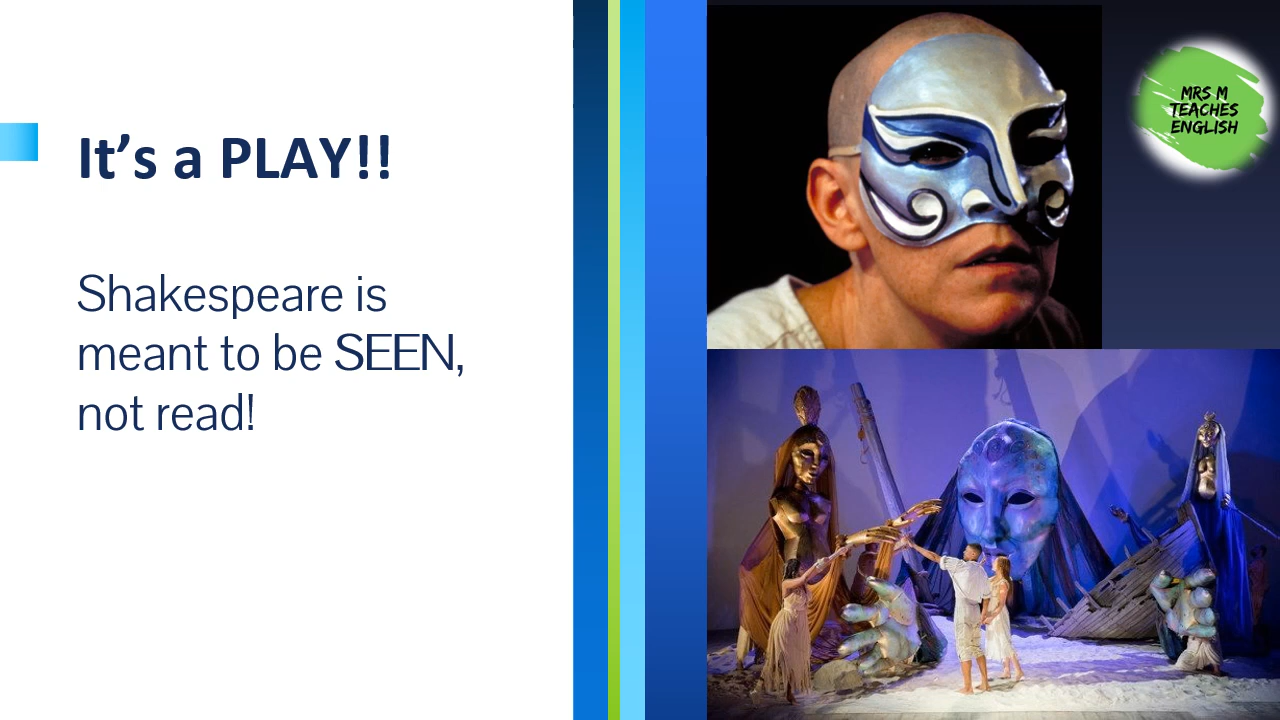 It's a PLAY!!
Shakespeare is
meant to be SEEN,
not read!
MRS M
TEACHES
ENGLISH